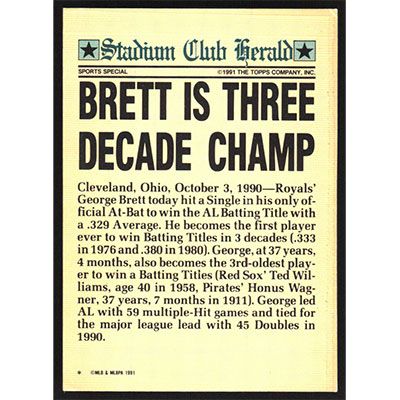 Stadium Club Herald
SPORTS SPECIAL ©1991 THE TOPPS COMPANY, INC.
BRETT IS THREE
DECADE CHAMP
Cleveland, Ohio, October 3, 1990—Royals'
George Brett today hit a Single in his only of-
ficial At-Bat to win the AL Batting Title with
a .329 Average. He becomes the first player
ever to win Batting Titles in 3 decades (.333
in 1976 and .380 in 1980). George, at 37 years,
4 months, also becomes the 3rd-oldest play-
er to win a Batting Titles (Red Sox' Ted Wil-
liams, age 40 in 1958, Pirates' Honus Wag-
ner, 37 years, 7 months in 1911). George led
AL with 59 multiple-Hit games and tied for
the major league lead with 45 Doubles in
1990.
* ©MLB & MLBPA 1991